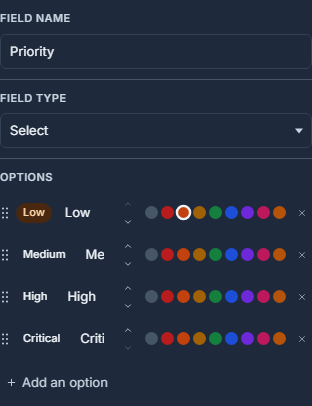 FIELD NAME
Priority
FIELD TYPE
Select
OPTIONS
Low Low
Medium Me
High High
Critical Criti
+ Add an option